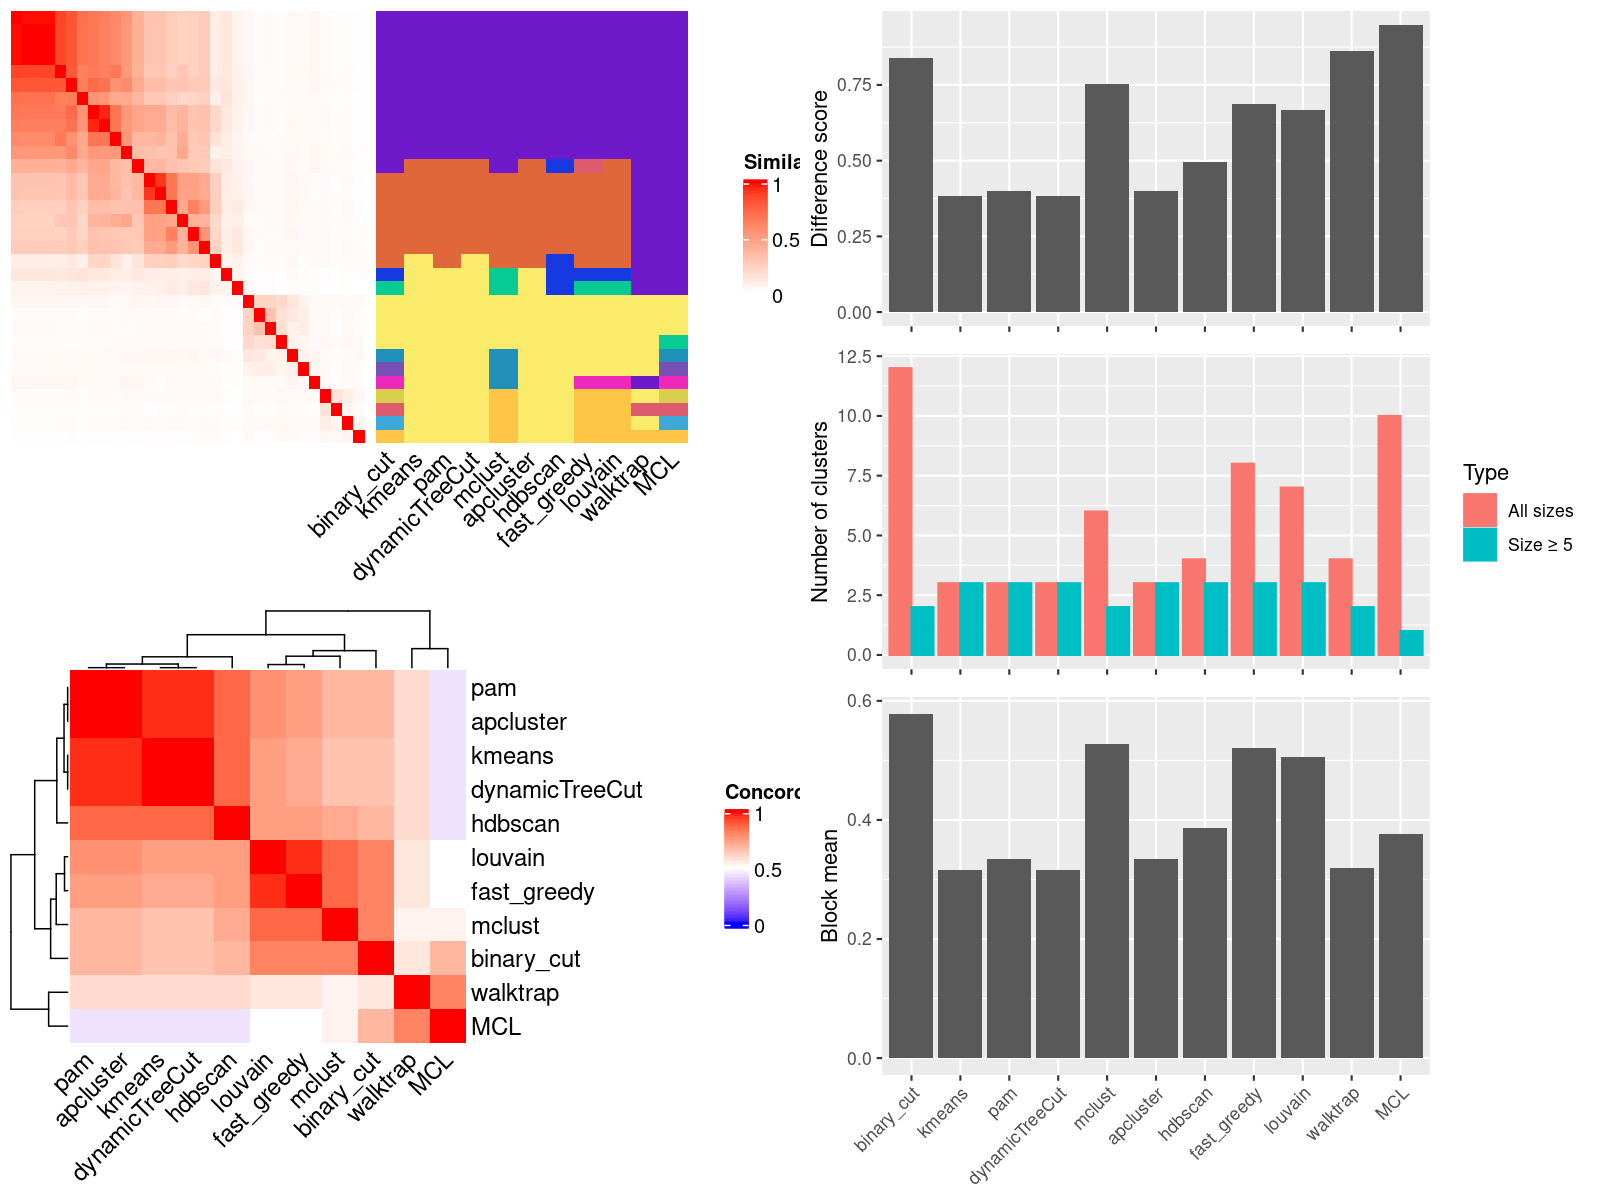 Simila
1
0.5
0
binary_cut
kmeans
pam
dynamicTreeCut
mclust
apcluster
hdbscan
fast_greedy
louvain
walktrap
MCL
Difference score
0.75
0.50
0.25
0.00
Number of clusters
12.5
10.0
7.5
5.0
2.5
0.0
Type
All sizes
Size ≥ 5
pam
apcluster
kmeans
dynamicTreeCut
hdbscan
louvain
fast_greedy
mclust
binary_cut
walktrap
MCL
pam
apcluster
kmeans
dynamicTreeCut
hdbscan
louvain
fast_greedy
mclust
binary_cut
walktrap
MCL
Concord
1
0.5
0
Block mean
0.6
0.4
0.2
0.0
binary_cut
kmeans
pam
dynamicTreeCut
mclust
apcluster
hdbscan
fast_greedy
louvain
walktrap
MCL